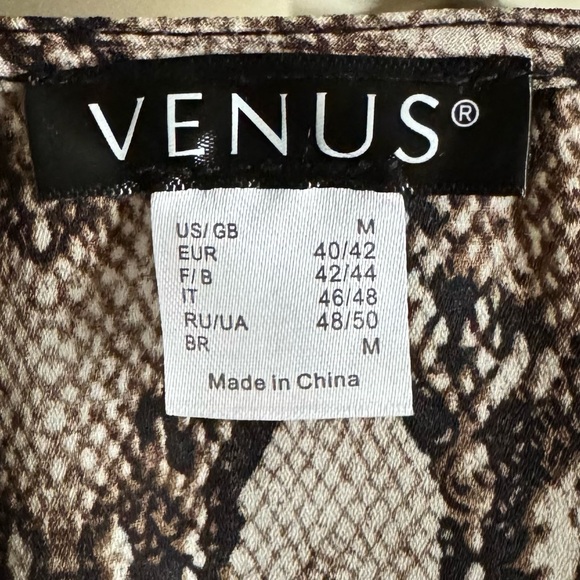 VENUS®
US/GB M
EUR 40/42
F/B 42/44
IT 46/48
RU/UA 48/50
BR M
Made in China